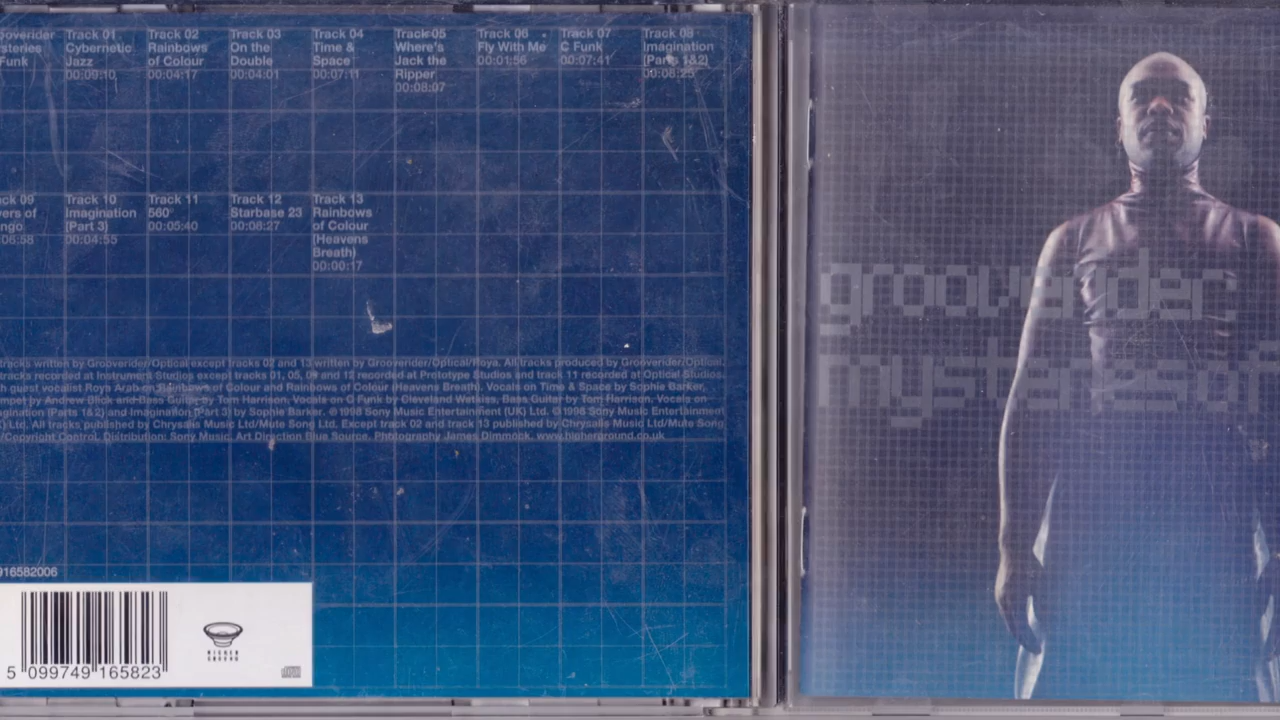 ooverider
steries
Funk
Track 01
Cybernetic
Jazz
00:09:10
Track 02
Rainbows
of Colour
00:04:17
Track 03
On the
Double
00:04:01
Track 04
Time &
Space
00:07:11
Track 05
Where's
Jack the
Ripper
00:08:07
Track 06
Fly With Me
00:01:56
Track 07
C Funk
00:07:41
Track 08
Imagination
(Parts 1&2)
00:08:25
ck 09
vers of
ngo
:06:58
Track 10
Imagination
(Part 3)
00:04:55
Track 11
560°
00:05:40
Track 12
Starbase 23
00:08:27
Track 13
Rainbows
of Colour
(Heavens
Breath)
00:00:17
tracks written by Grooverider/Optical except tracks 02 and 13 written by Grooverider/Optical/Roya. All tracks produced by Grooverider/Optical.
tracks recorded at Instrument Studios except tracks 01, 05, 09 and 12 recorded at Prototype Studios and track 11 recorded at Optical Studios.
h guest vocalist Roya Arab on Rainbows of Colour and Rainbows of Colour (Heavens Breath). Vocals on Time & Space by Sophie Barker,
mpet by Andrew Blick and Bass Guitar by Tom Harrison, Vocals on C Funk by Cleveland Watkiss, Bass Guitar by Tom Harrison, Vocals on
agination (Parts 1&2) and Imagination (Part 3) by Sophie Barker. ℗ 1998 Sony Music Entertainment (UK) Ltd. © 1998 Sony Music Entertainment
) Ltd. All tracks published by Chrysalis Music Ltd/Mute Song Ltd. Except track 02 and track 13 published by Chrysalis Music Ltd/Mute Song
/Copyright Control. Distribution: Sony Music. Art Direction Blue Source. Photography James Dimmock. www.higherground.co.uk
916582006
5 099749 165823
HIGHER
GROUND
grooverider
mysteries of